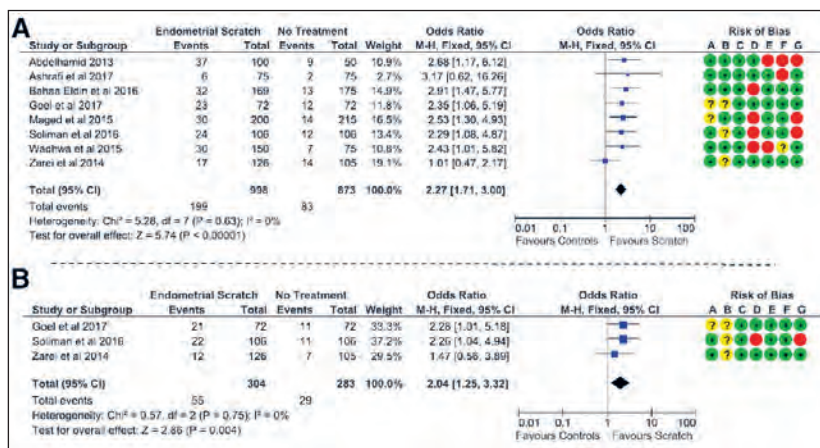 A
Endometrial Scratch No Treatment Odds Ratio Odds Ratio Risk of Bias
Study or Subgroup Events Total Events Total Weight M-H, Fixed, 95% CI M-H, Fixed, 95% CI A B C D E F G
Abdelhamid 2013 37 100 9 50 10.9% 2.68 [1.17, 6.12]
Ashrafi et al 2017 6 75 2 75 3.17 [0.62, 16.26]
Bahaa Eldin et al 2016 32 169 13 175 14.9% 2.91 [1.47, 5.77]
Goel et al 2017 23 72 12 72 2.35 [1.06, 5.19] ? ?
Maged et al 2015 30 200 14 215 16.5% 2.53 [1.30, 4.93] ?
Soliman et al 2016 24 106 12 106 13.4% 2.29 [1.08, 4.87] ?
Wadhwa et al 2015 30 150 7 75 10.8% 2.43 [1.01, 5.82] ?
Zarei et al 2014 17 126 14 105 19.1% 1.01 [0.47, 2.17] ?
Total (95% CI) 998 873 100.0% 2.27 [1.71, 3.00]
Total events 199 83
Heterogeneity: Chi² = 5.28, df = 7 (P = 0.63); I² = 0%
Test for overall effect: Z = 5.74 (P < 0.00001)
0.01 0.1 1 10 100
Favours Controls Favours Scratch
B
Endometrial Scratch No Treatment Odds Ratio Odds Ratio Risk of Bias
Study or Subgroup Events Total Events Total Weight M-H, Fixed, 95% CI M-H, Fixed, 95% CI A B C D E F G
Goel et al 2017 21 72 11 72 33.3% 2.28 [1.01, 5.18] ? ?
Soliman et al 2016 22 106 11 106 37.2% 2.26 [1.04, 4.94] ?
Zarei et al 2014 12 126 7 105 29.5% 1.47 [0.56, 3.89] ?
Total (95% CI) 304 283 100.0% 2.04 [1.25, 3.32]
Total events 55 29
Heterogeneity: Chi² = 0.57, df = 2 (P = 0.75); I² = 0%
Test for overall effect: Z = 2.86 (P = 0.004)
0.01 0.1 1 10 100
Favours Controls Favours Scratch